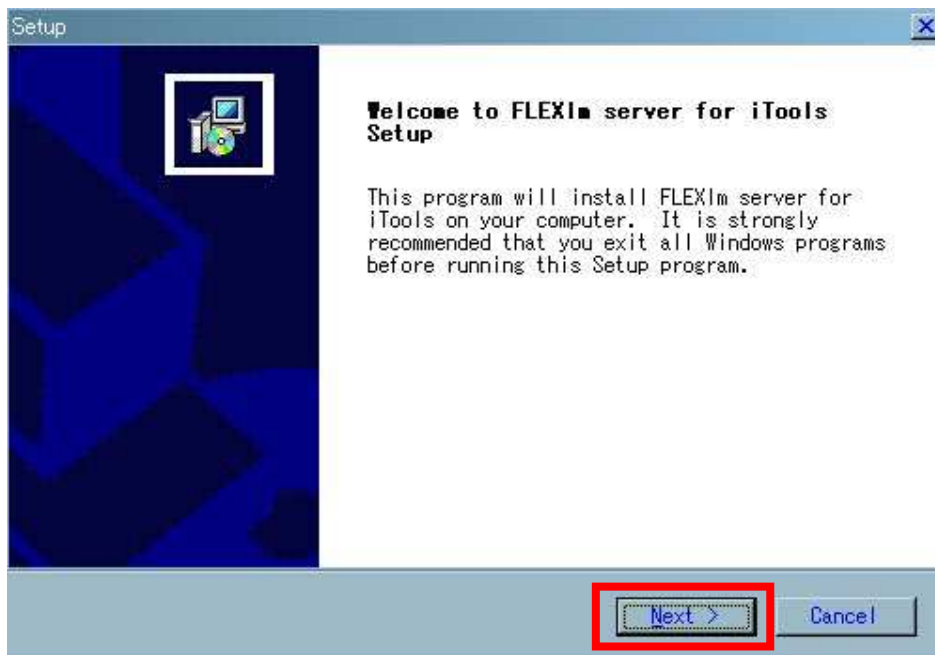 Setup
Welcome to FLEXlm server for iTools
Setup
This program will install FLEXlm server for
iTools on your computer. It is strongly
recommended that you exit all Windows programs
before running this Setup program.
Next >
Cancel